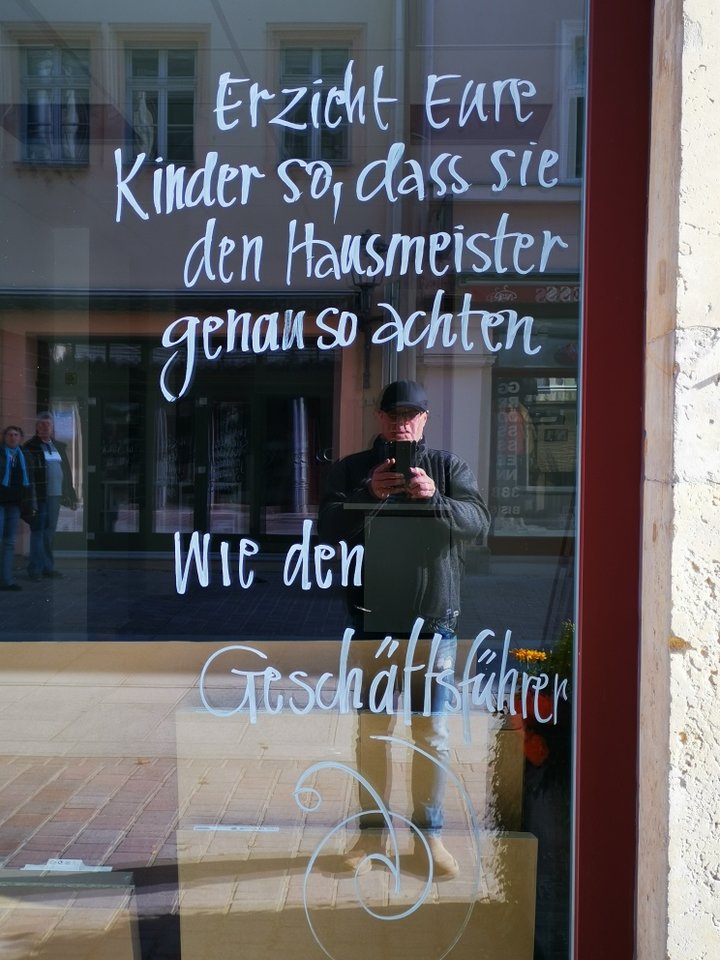 Erzieht Eure
Kinder so, dass sie
den Hausmeister
genau so achten
Wie den
Geschäftsführer